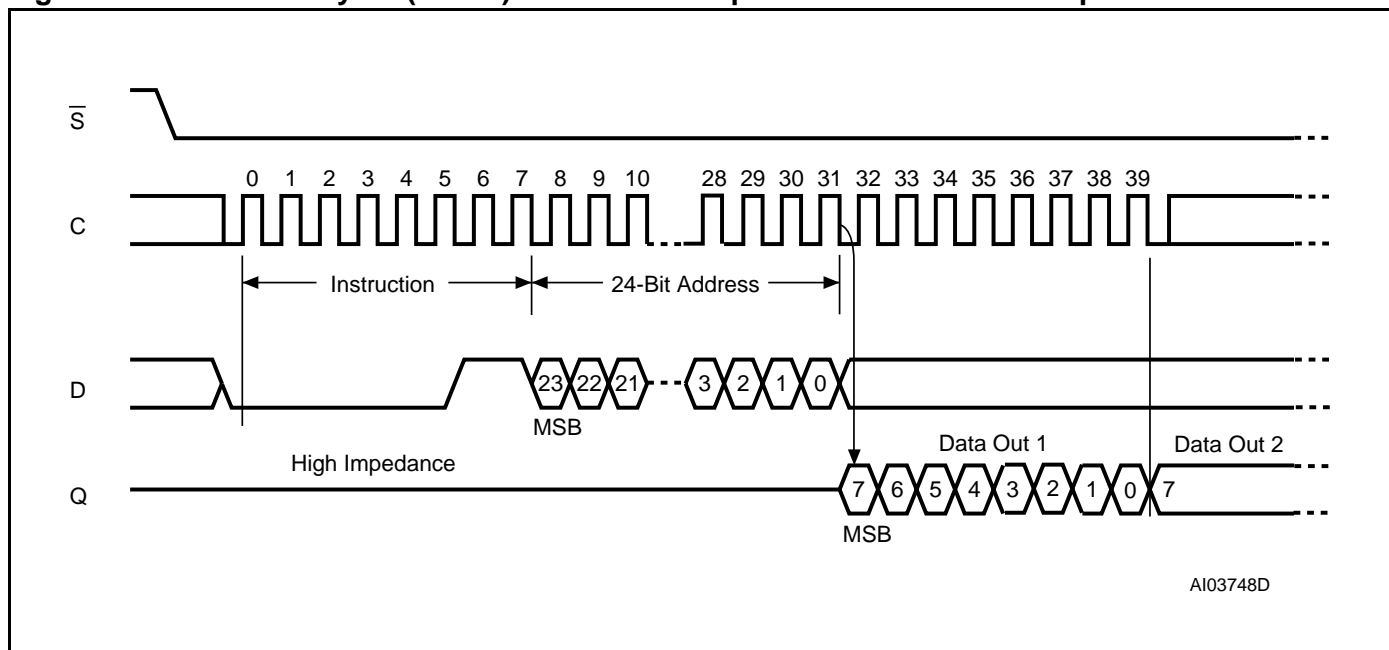 S
C
0 1 2 3 4 5 6 7 8 9 10 28 29 30 31 32 33 34 35 36 37 38 39
Instruction
24-Bit Address
D
23 22 21 3 2 1 0
MSB
High Impedance
Data Out 1
Data Out 2
Q
7 6 5 4 3 2 1 0 7
MSB
AI03748D